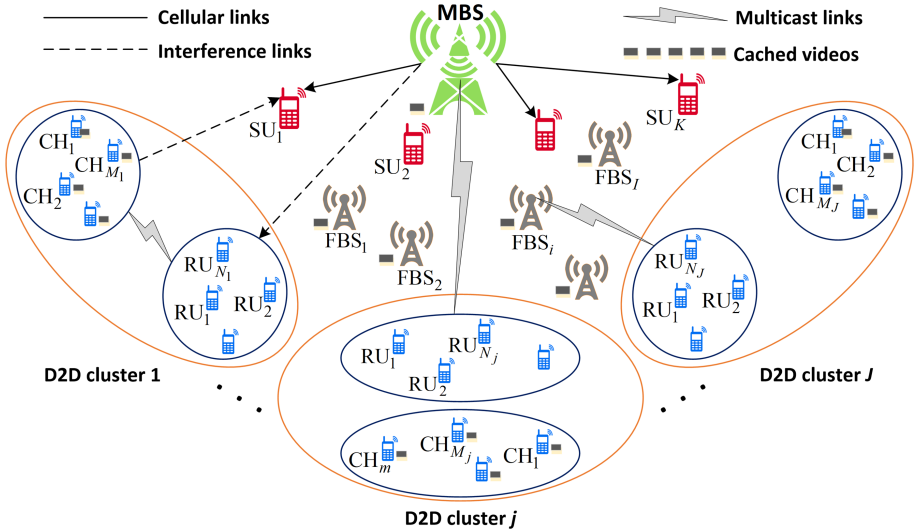 Cellular links
MBS
Multicast links
Interference links
Cached videos
SU1
SU2
SUK
CH1
CHM1
CH2
FBS1
FBS2
FBSi
FBSI
CH1
CH2
CHMJ
RUN1
RU1
RU2
RUNJ
RU1
RU2
D2D cluster 1
RU1
RUNj
RU2
D2D cluster J
CHm
CHMj
CH1
D2D cluster j